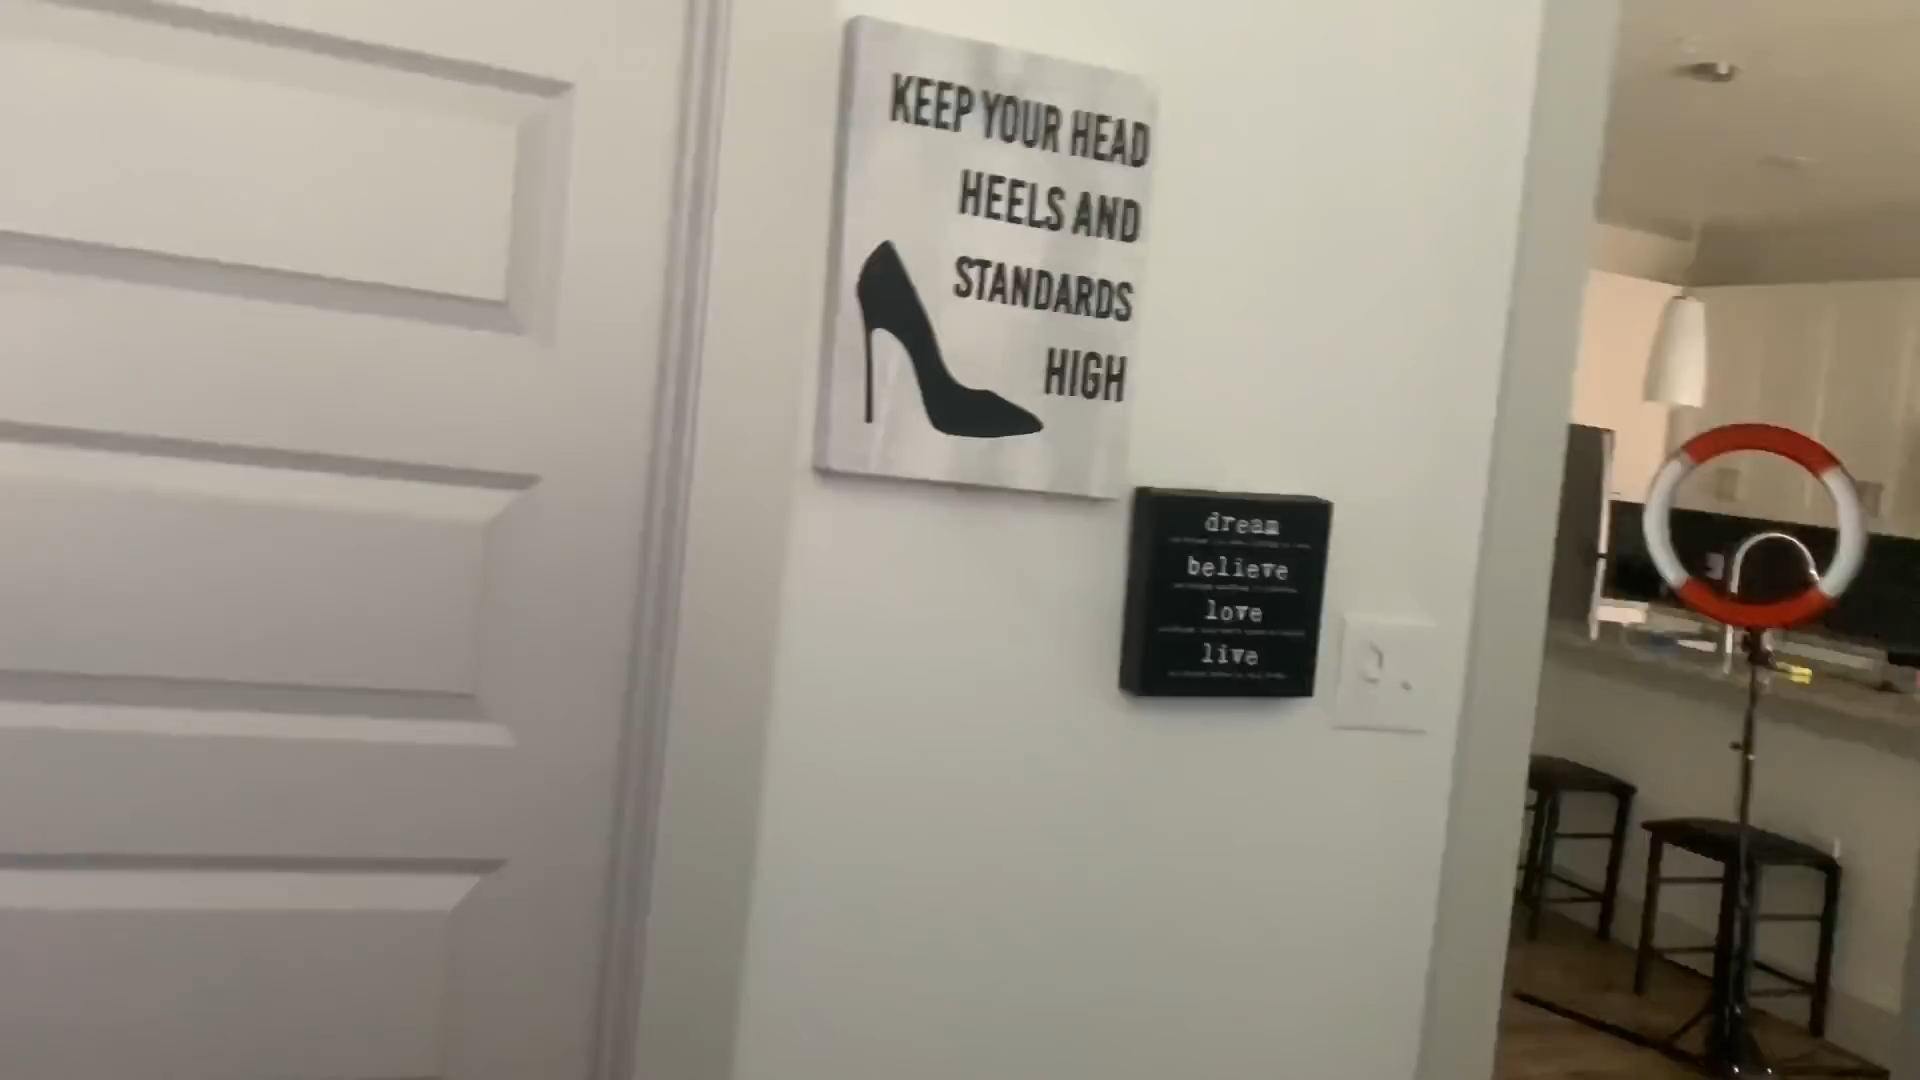 KEEP YOUR HEAD
HEELS AND
STANDARDS
HIGH
dream
believe
love
live